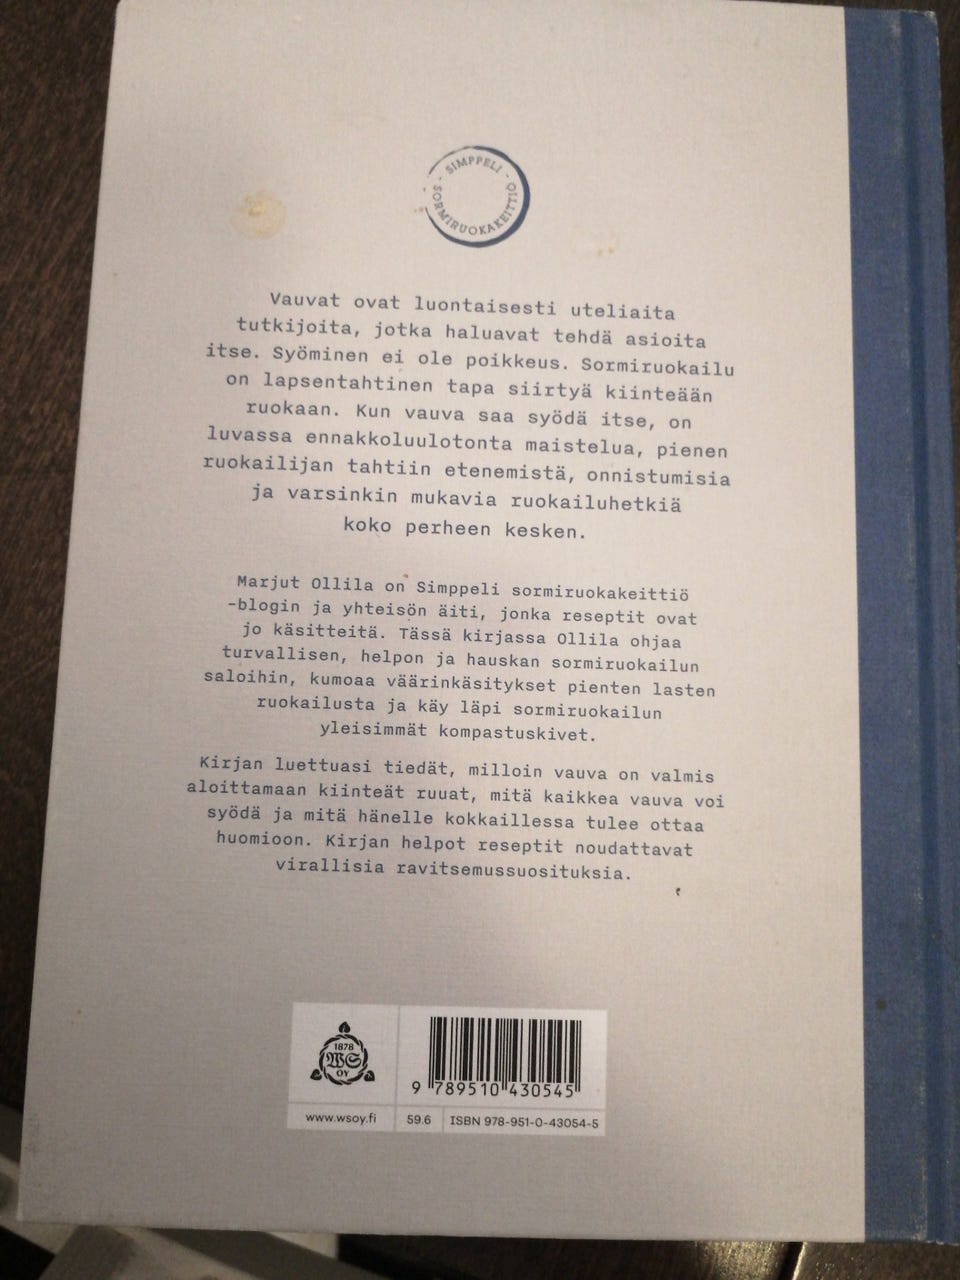 - SIMPPELI -
SORMIRUOKAKEITTIÖ
Vauvat ovat luontaisesti uteliaita
tutkijoita, jotka haluavat tehdä asioita
itse. Syöminen ei ole poikkeus. Sormiruokailu
on lapsentahtinen tapa siirtyä kiinteään
ruokaan. Kun vauva saa syödä itse, on
luvassa ennakkoluulotonta maistelua, pienen
ruokailijan tahtiin etenemistä, onnistumisia
ja varsinkin mukavia ruokailuhetkiä
koko perheen kesken.
Marjut Ollila on Simppeli sormiruokakeittiö
-blogin ja yhteisön äiti, jonka reseptit ovat
jo käsitteitä. Tässä kirjassa Ollila ohjaa
turvallisen, helpon ja hauskan sormiruokailun
saloihin, kumoaa väärinkäsitykset pienten lasten
ruokailusta ja käy läpi sormiruokailun
yleisimmät kompastuskivet.
Kirjan luettuasi tiedät, milloin vauva on valmis
aloittamaan kiinteät ruuat, mitä kaikkea vauva voi
syödä ja mitä hänelle kokkaillessa tulee ottaa
huomioon. Kirjan helpot reseptit noudattavat
virallisia ravitsemussuosituksia.
1878
WS
OY
9 789510 430545
www.wsoy.fi
59.6
ISBN 978-951-0-43054-5